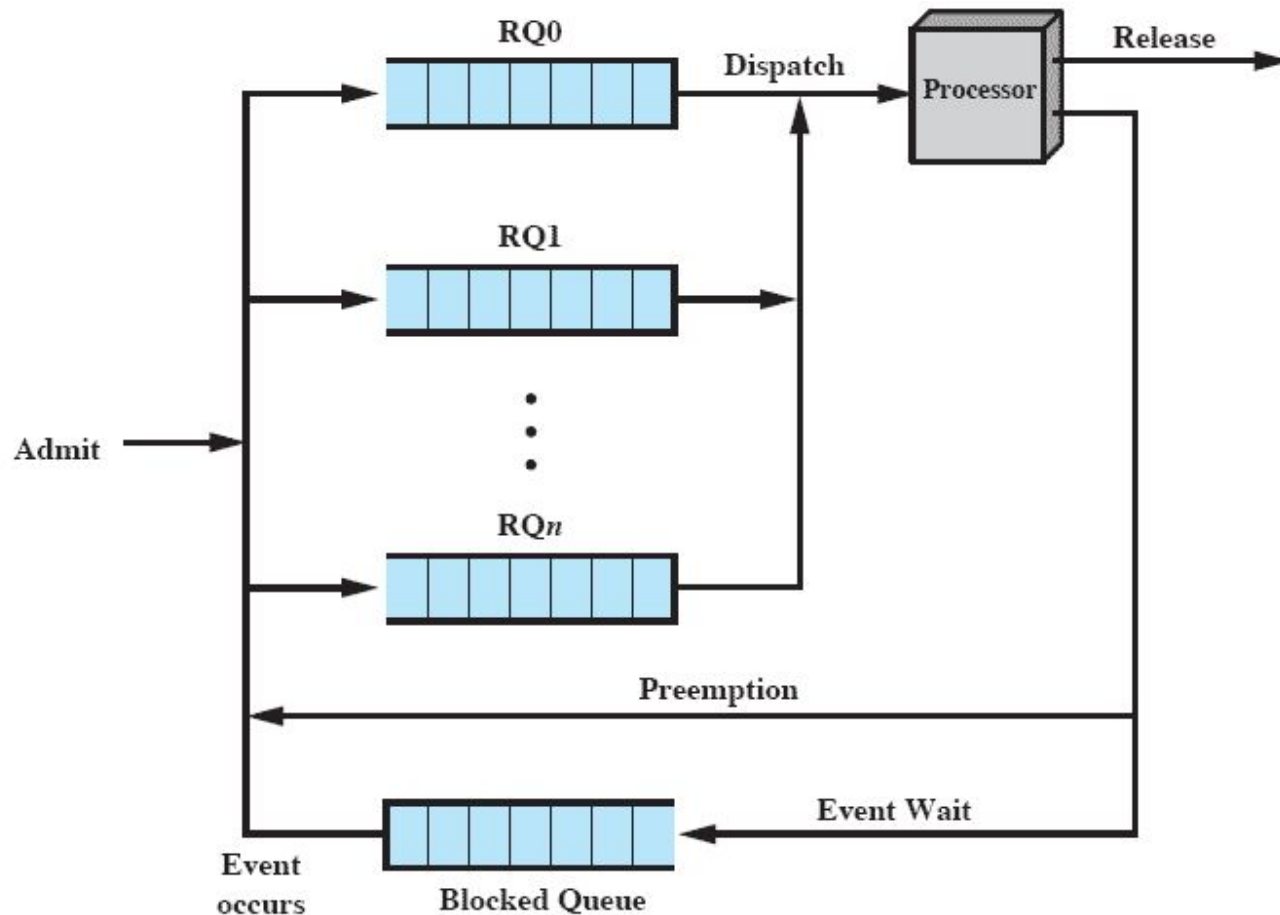 RQ0
Dispatch
Processor
Release
RQ1
Admit
RQn
Preemption
Event Wait
Event
occurs
Blocked Queue